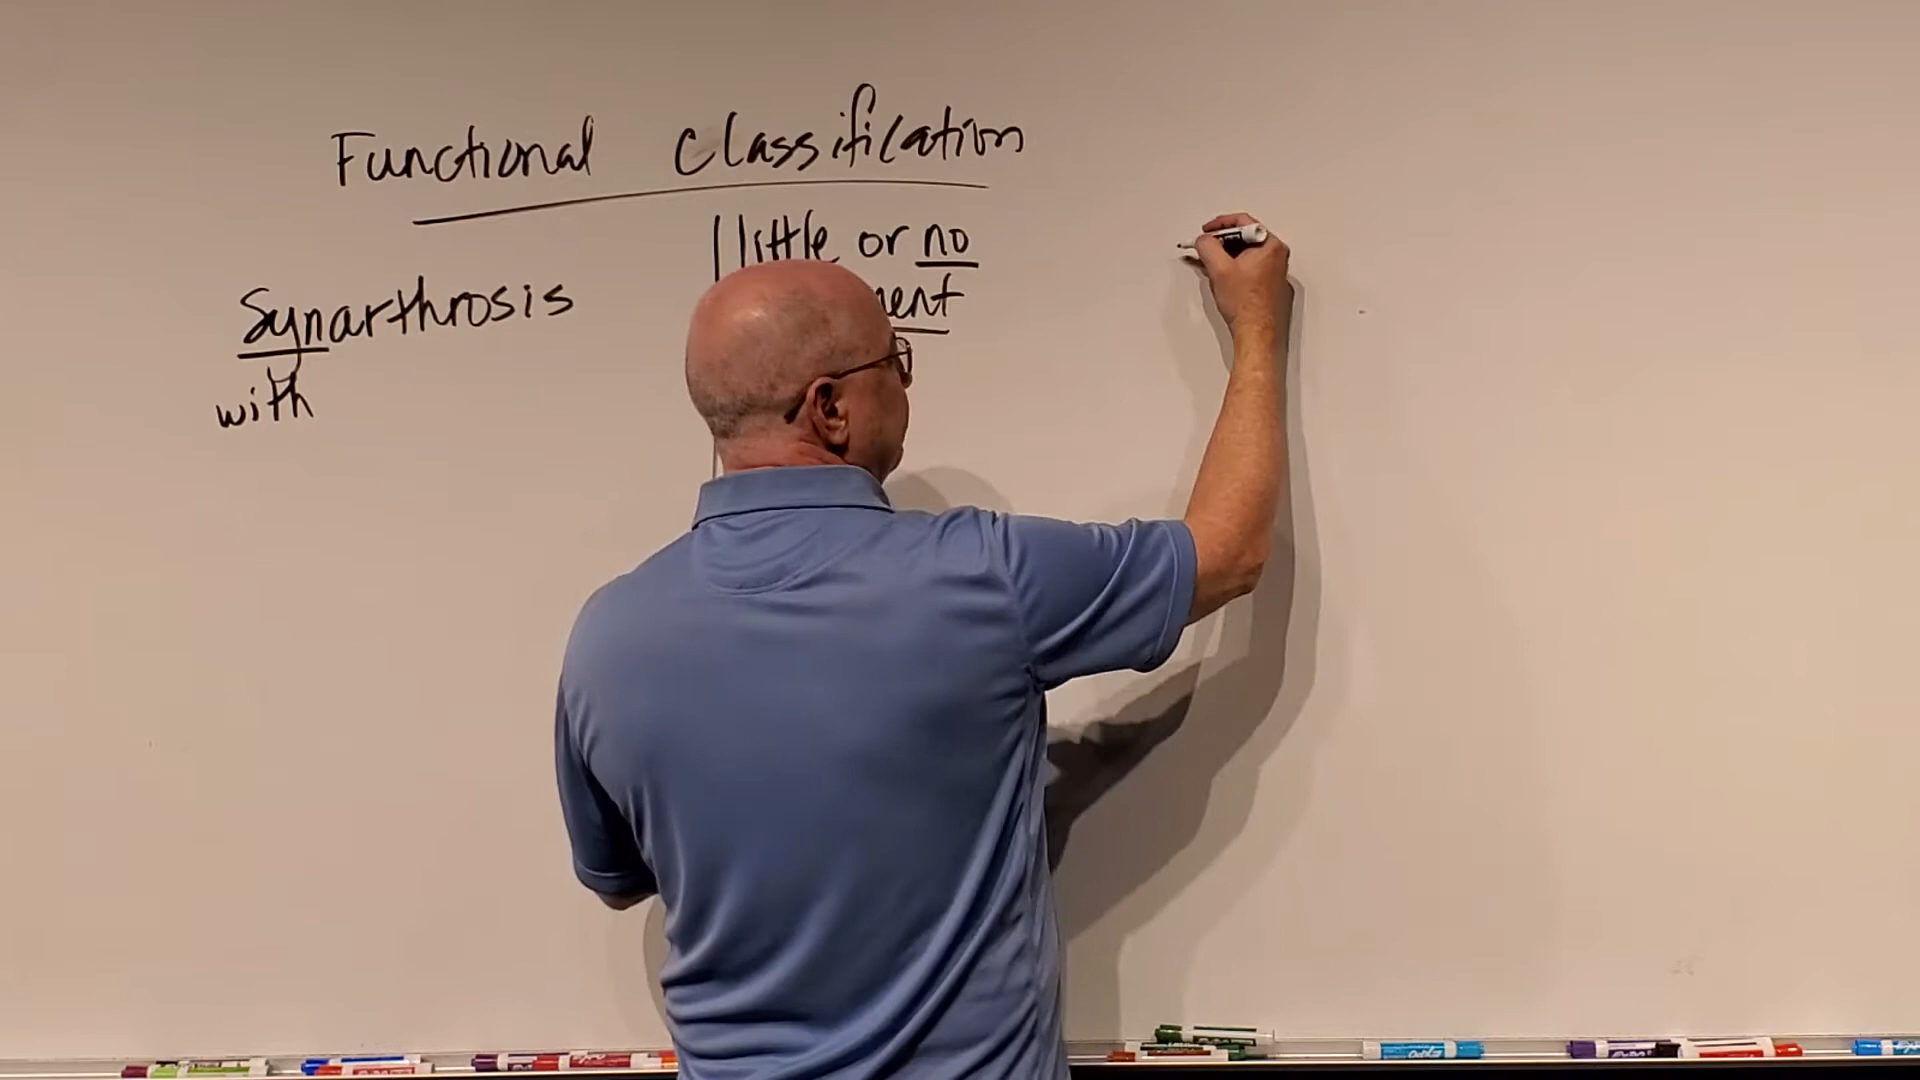 Functional Classification
little or no
Synarthrosis
with